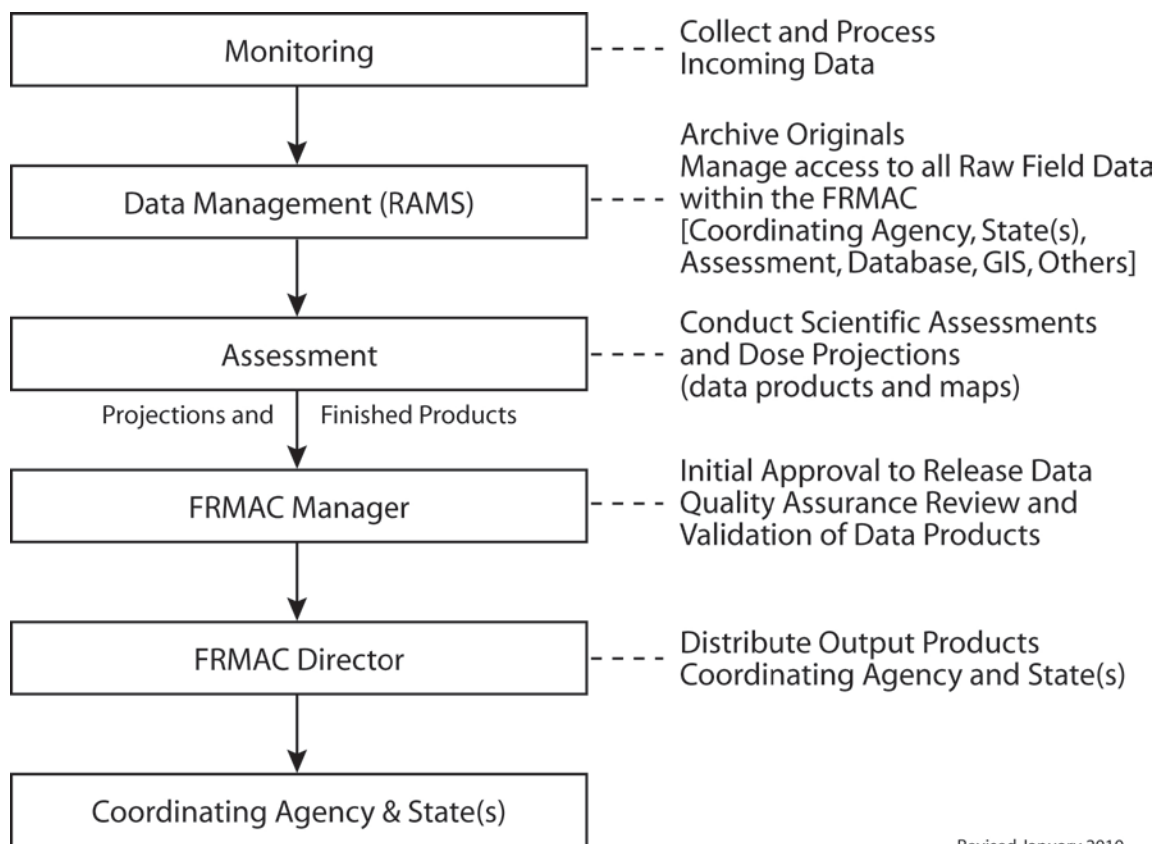 Monitoring
Collect and Process
Incoming Data
Data Management (RAMS)
Archive Originals
Manage access to all Raw Field Data
within the FRMAC
[Coordinating Agency, State(s),
Assessment, Database, GIS, Others]
Assessment
Conduct Scientific Assessments
and Dose Projections
(data products and maps)
Projections and Finished Products
FRMAC Manager
Initial Approval to Release Data
Quality Assurance Review and
Validation of Data Products
FRMAC Director
Distribute Output Products
Coordinating Agency and State(s)
Coordinating Agency & State(s)
Revised January 2010